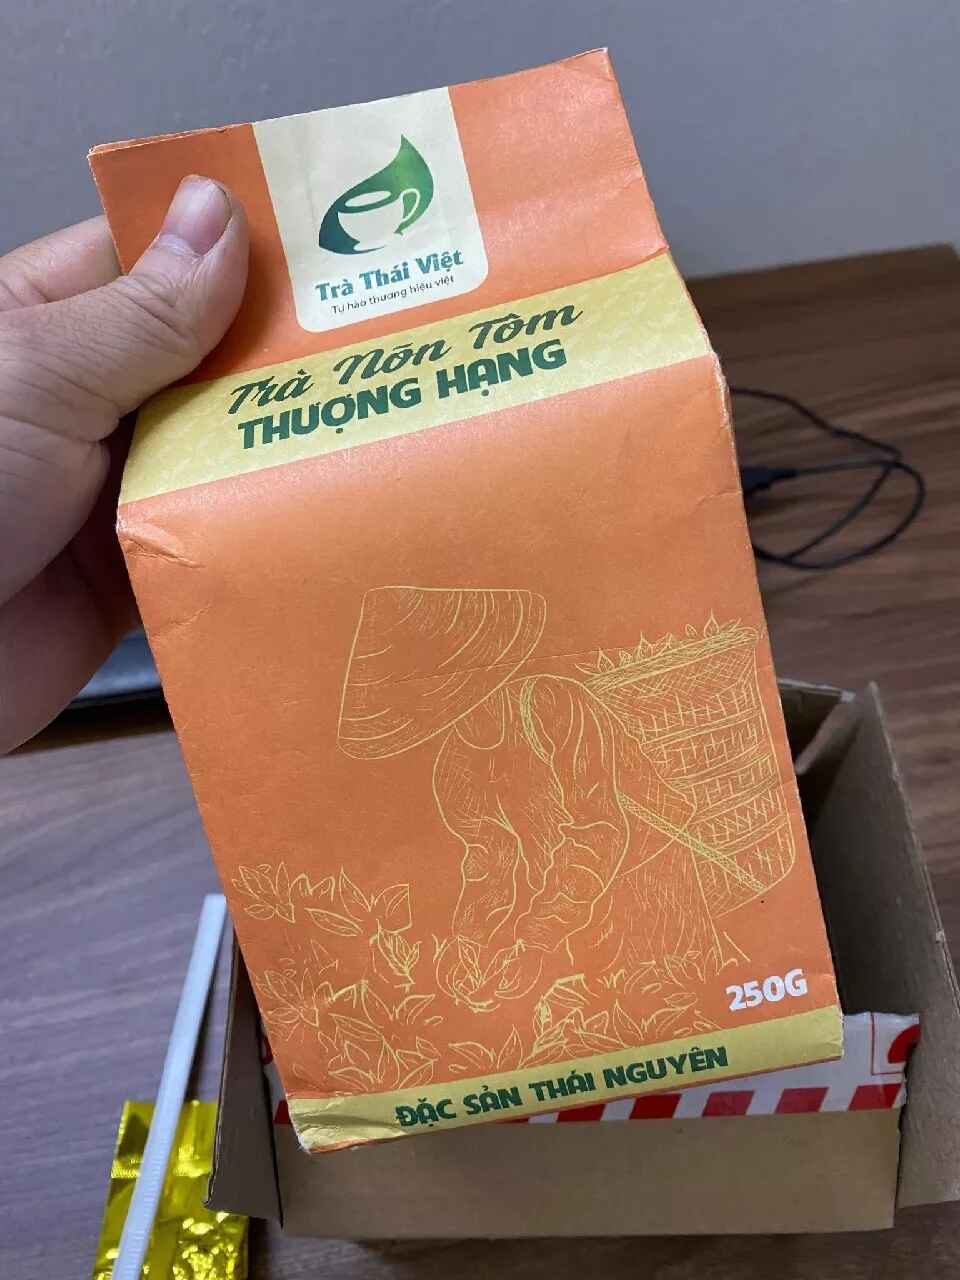 Trà Thái Việt
Tự hào thương hiệu việt
Trà Nõn Tôm
THƯỢNG HẠNG
250G
ĐẶC SẢN THÁI NGUYÊN